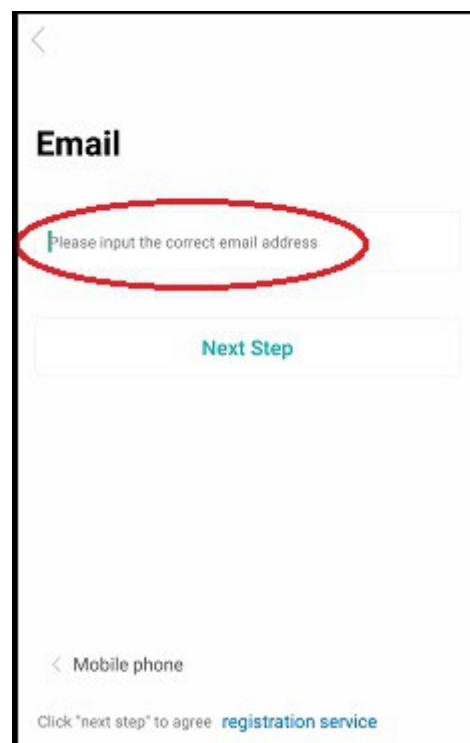 Email
Please input the correct email address
Next Step
< Mobile phone
Click "next step" to agree registration service